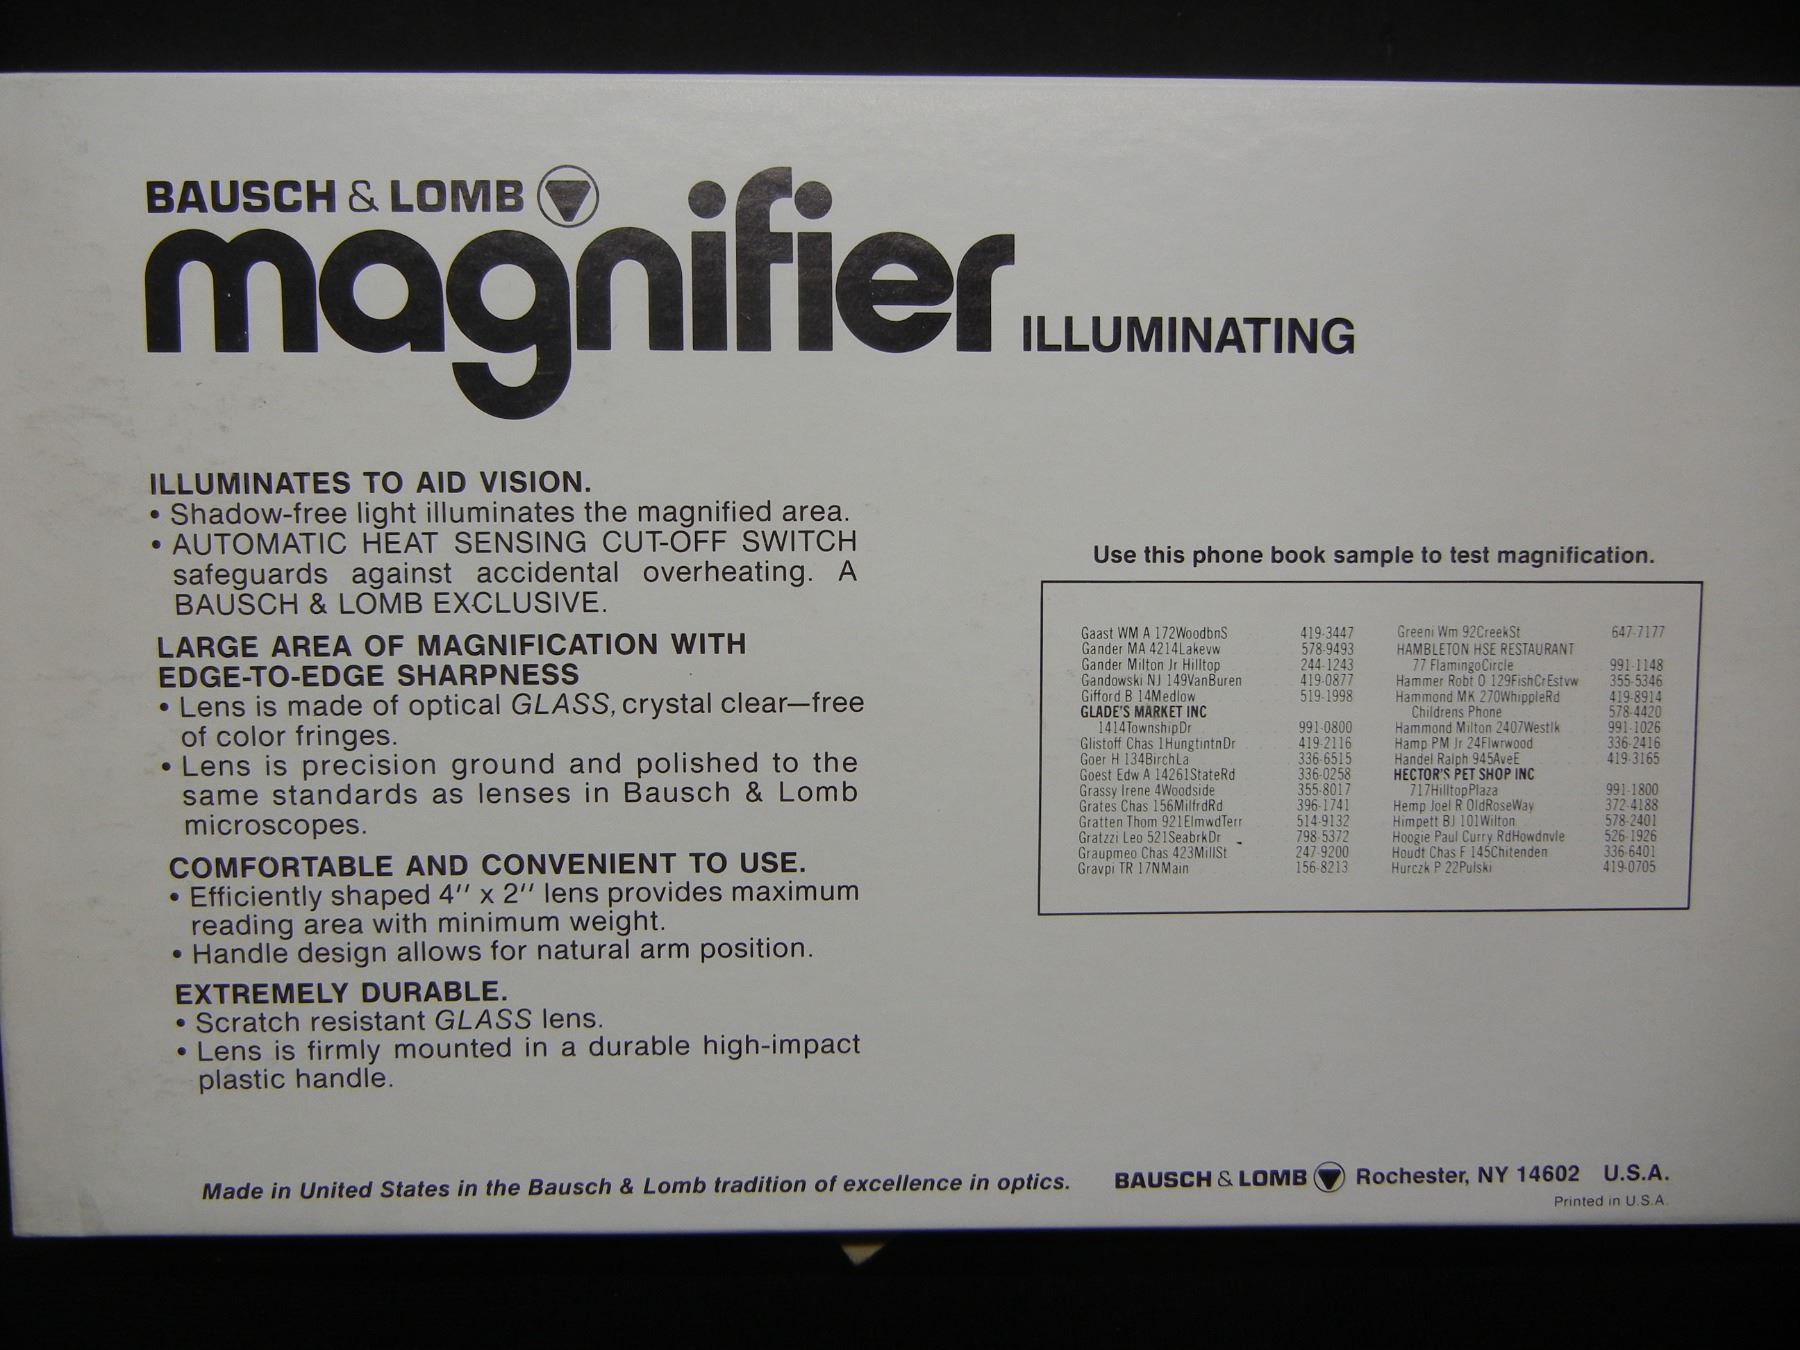 BAUSCH & LOMB
magnifier ILLUMINATING
ILLUMINATES TO AID VISION.
• Shadow-free light illuminates the magnified area.
• AUTOMATIC HEAT SENSING CUT-OFF SWITCH
safeguards against accidental overheating. A
BAUSCH & LOMB EXCLUSIVE.
LARGE AREA OF MAGNIFICATION WITH
EDGE-TO-EDGE SHARPNESS
• Lens is made of optical GLASS, crystal clear—free
of color fringes.
• Lens is precision ground and polished to the
same standards as lenses in Bausch & Lomb
microscopes.
COMFORTABLE AND CONVENIENT TO USE.
• Efficiently shaped 4" x 2" lens provides maximum
reading area with minimum weight.
• Handle design allows for natural arm position.
EXTREMELY DURABLE.
• Scratch resistant GLASS lens.
• Lens is firmly mounted in a durable high-impact
plastic handle.
Use this phone book sample to test magnification.
Gaast WM A 172WoodbnS 419-3447
Gander MA 4214Lakevw 578-9493
Gander Milton Jr Hilltop 244-1243
Gandowski NJ 149VanBuren 419-0877
Gifford B 14Medlow 519-1998
GLADE'S MARKET INC
1414TownshipDr 991-0800
Glistoff Chas 1HungtintnDr 419-2116
Goer H 134BirchLa 336-6515
Goest Edw A 14261StateRd 336-0258
Grassy Irene 4Woodside 355-8017
Grates Chas 156MilfrdRd 396-1741
Gratten Thom 921ElmwdTerr 514-9132
Gratzzi Leo 521SeabrkDr 798-5372
Graupmeo Chas 423MillSt 247-9200
Gravpi TR 17NMain 156-8213
Greeni Wm 92CreekSt 647-7177
HAMBLETON HSE RESTAURANT
77 FlamingoCircle 991-1148
Hammer Robt O 129FishCrEstvw 355-5346
Hammond MK 270WhippleRd 419-8914
Childrens Phone 578-4420
Hammond Milton 2407Westlk 991-1026
Hamp PM Jr 24Flwrwood 336-2416
Handel Ralph 945AveE 419-3165
HECTOR'S PET SHOP INC
717HilltopPlaza 991-1800
Hemp Joel R OldRoseWay 372-4188
Himpett BJ 101Wilton 578-2401
Hoogie Paul Curry RdHowdnvle 526-1926
Houdt Chas F 145Chitenden 336-6401
Hurczk P 22Pulski 419-0705
Made in United States in the Bausch & Lomb tradition of excellence in optics. BAUSCH & LOMB Rochester, NY 14602 U.S.A.
Printed in U.S.A.